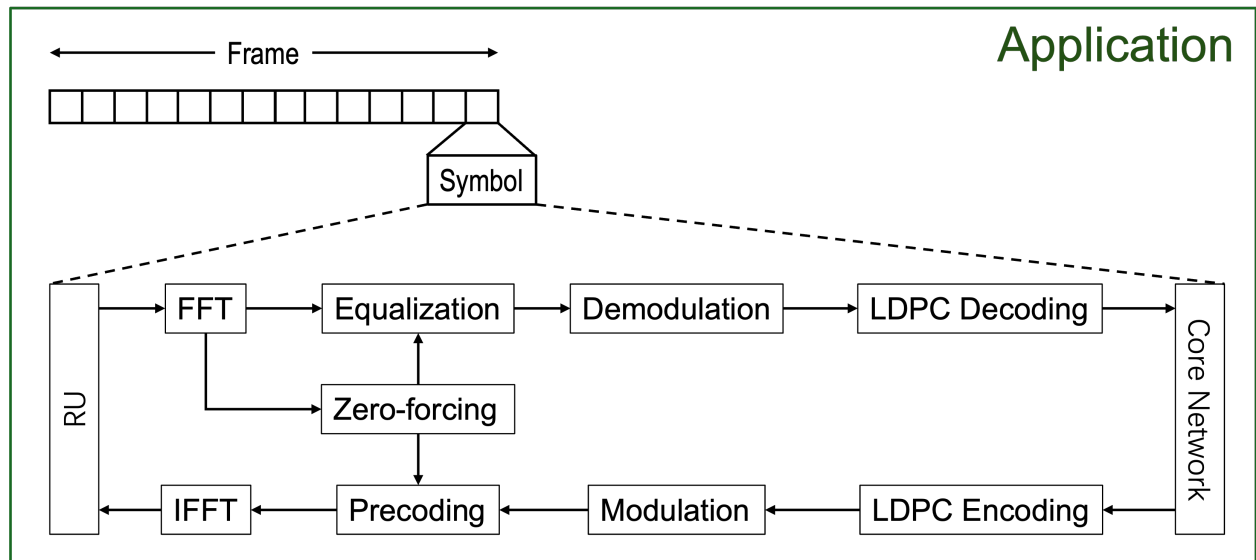 Application
Frame
Symbol
RU
FFT
Equalization
Demodulation
LDPC Decoding
Core Network
Zero-forcing
IFFT
Precoding
Modulation
LDPC Encoding